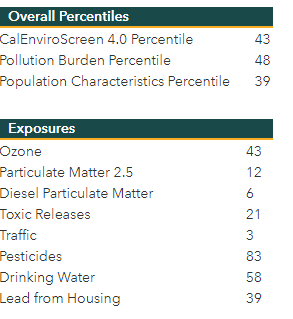 Overall Percentiles
CalEnviroScreen 4.0 Percentile 43
Pollution Burden Percentile 48
Population Characteristics Percentile 39
Exposures
Ozone 43
Particulate Matter 2.5 12
Diesel Particulate Matter 6
Toxic Releases 21
Traffic 3
Pesticides 83
Drinking Water 58
Lead from Housing 39